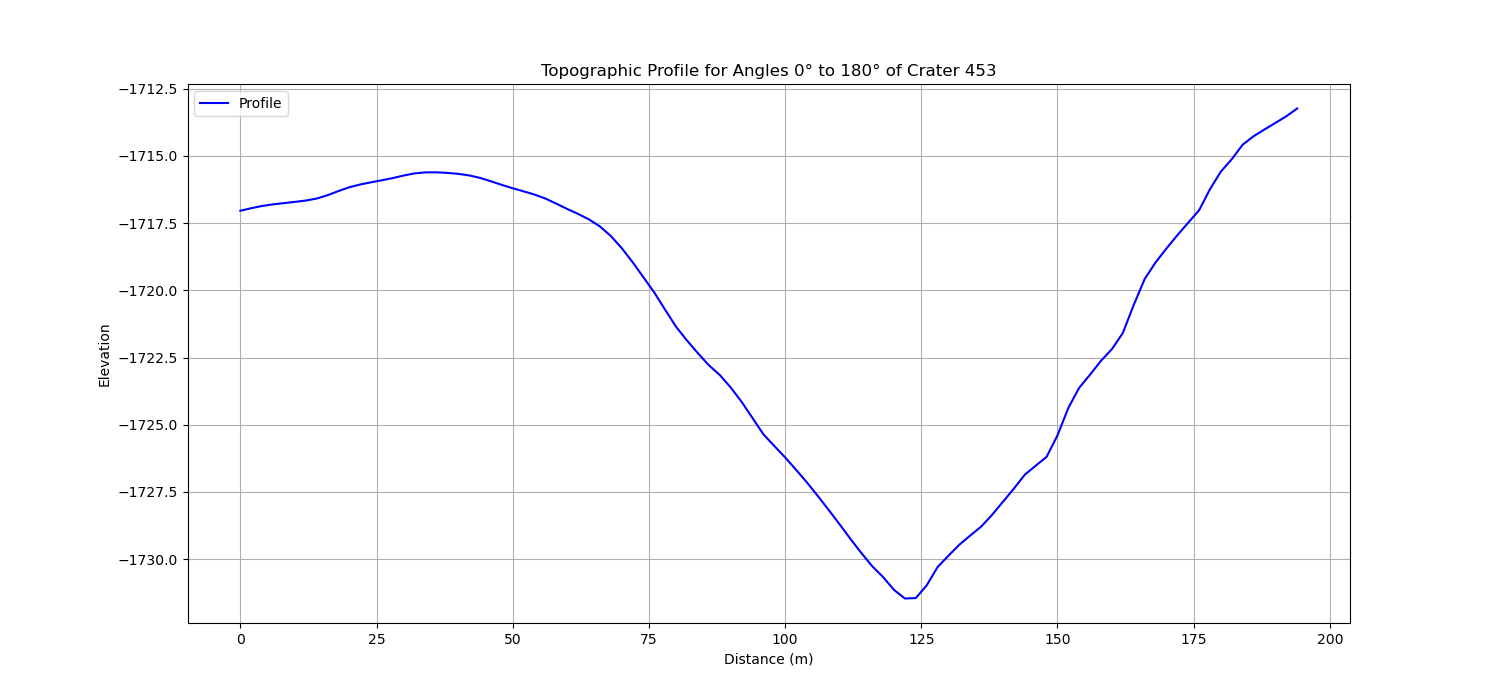 Topographic Profile for Angles 0° to 180° of Crater 453
Profile
Elevation
−1712.5
−1715.0
−1717.5
−1720.0
−1722.5
−1725.0
−1727.5
−1730.0
0 25 50 75 100 125 150 175 200
Distance (m)